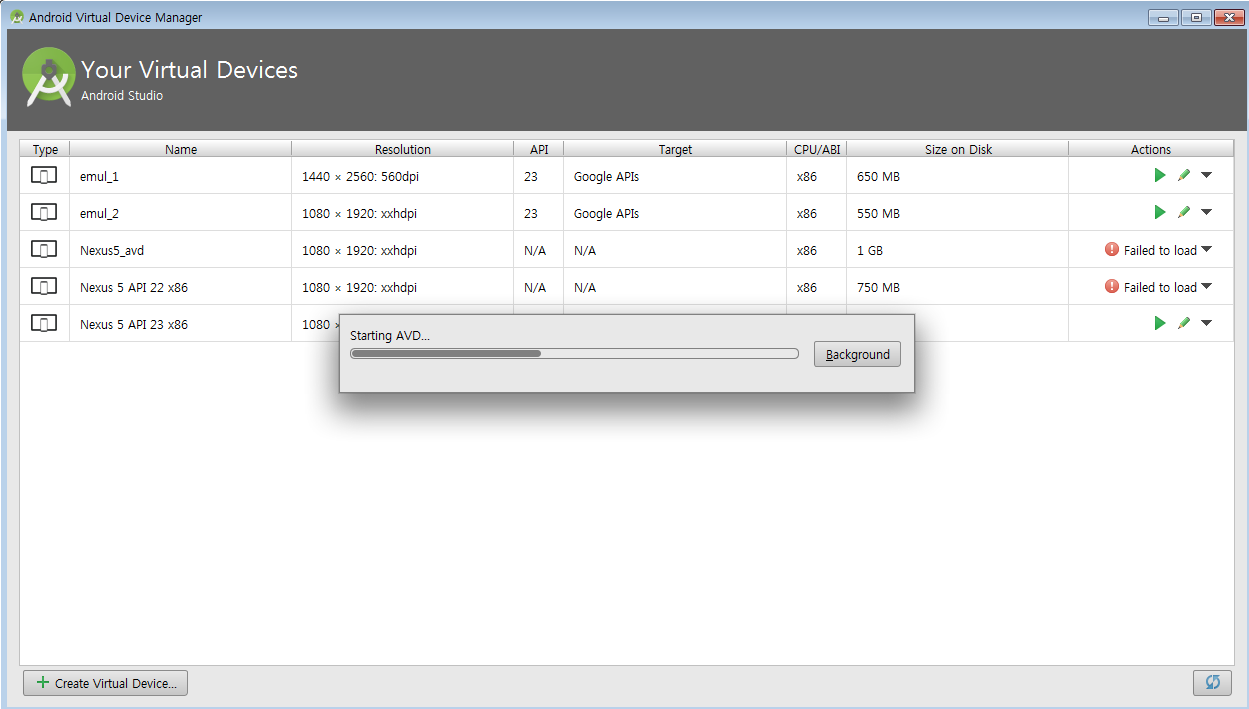 Android Virtual Device Manager
Your Virtual Devices
Android Studio
Type Name Resolution API Target CPU/ABI Size on Disk Actions
emul_1 1440 × 2560: 560dpi 23 Google APIs x86 650 MB
emul_2 1080 × 1920: xxhdpi 23 Google APIs x86 550 MB
Nexus5_avd 1080 × 1920: xxhdpi N/A N/A x86 1 GB Failed to load
Nexus 5 API 22 x86 1080 × 1920: xxhdpi N/A N/A x86 750 MB Failed to load
Nexus 5 API 23 x86 1080 ×
Starting AVD...
Background
Create Virtual Device...